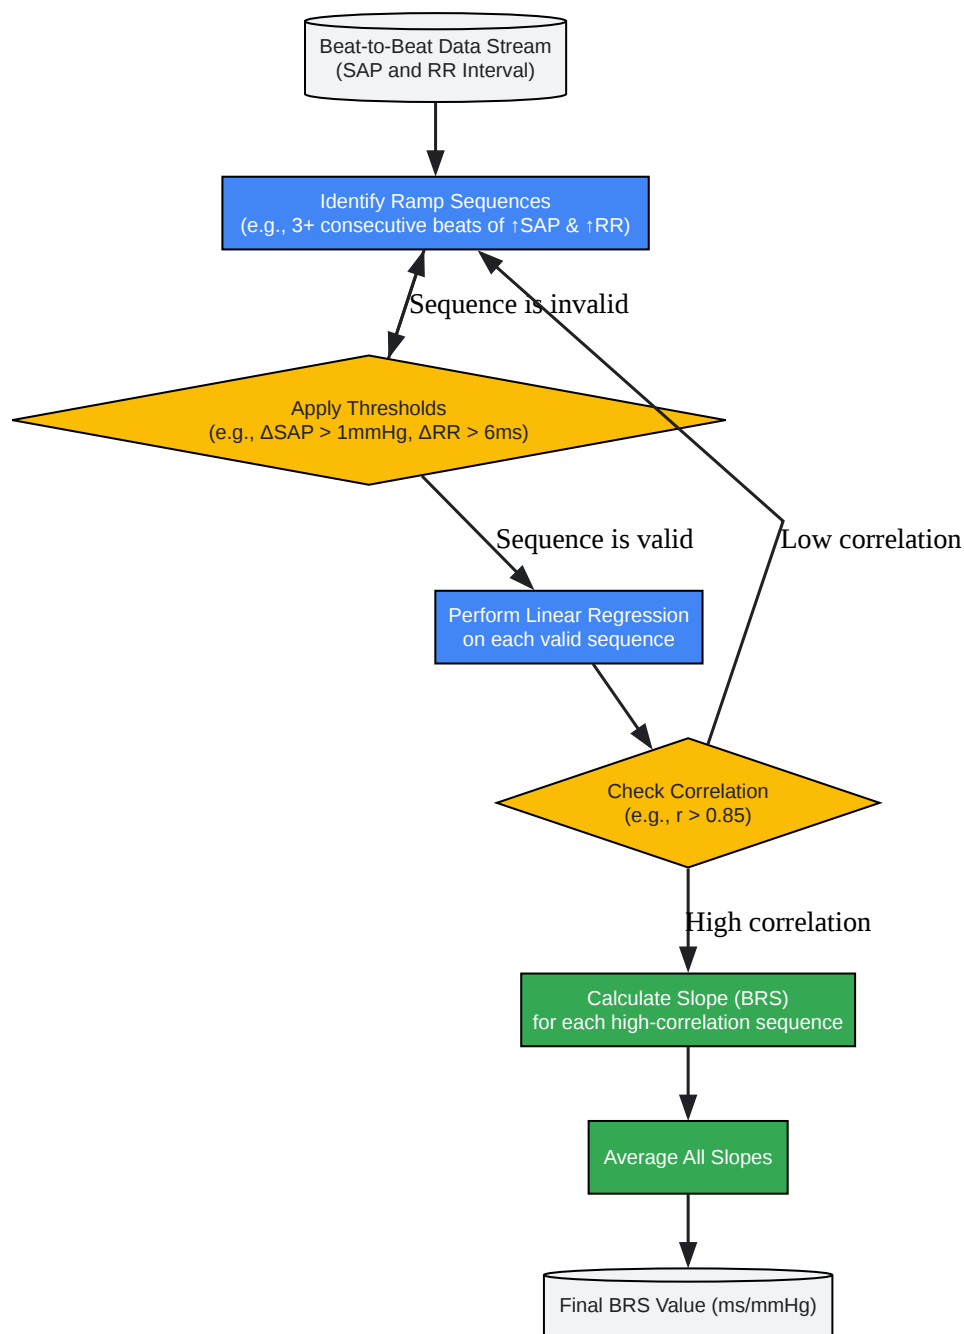 Beat-to-Beat Data Stream
(SAP and RR Interval)
Identify Ramp Sequences
(e.g., 3+ consecutive beats of ↑SAP & ↑RR)
Sequence is invalid
Apply Thresholds
(e.g., ΔSAP > 1mmHg, ΔRR > 6ms)
Sequence is valid
Low correlation
Perform Linear Regression
on each valid sequence
Check Correlation
(e.g., r > 0.85)
High correlation
Calculate Slope (BRS)
for each high-correlation sequence
Average All Slopes
Final BRS Value (ms/mmHg)